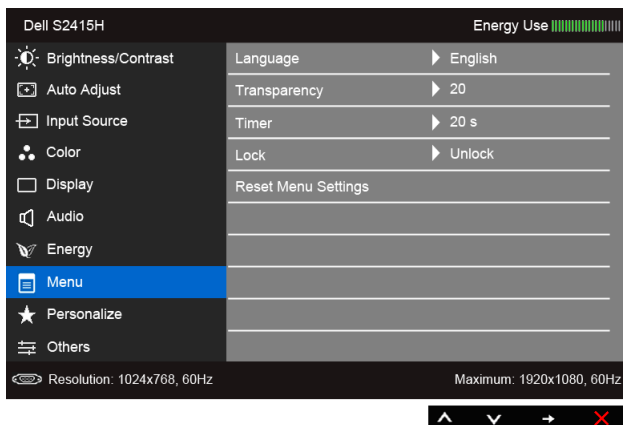 Dell S2415H Energy Use
Brightness/Contrast Language English
Auto Adjust Transparency 20
Input Source Timer 20 s
Color Lock Unlock
Display Reset Menu Settings
Audio
Energy
Menu
Personalize
Others
Resolution: 1024x768, 60Hz Maximum: 1920x1080, 60Hz